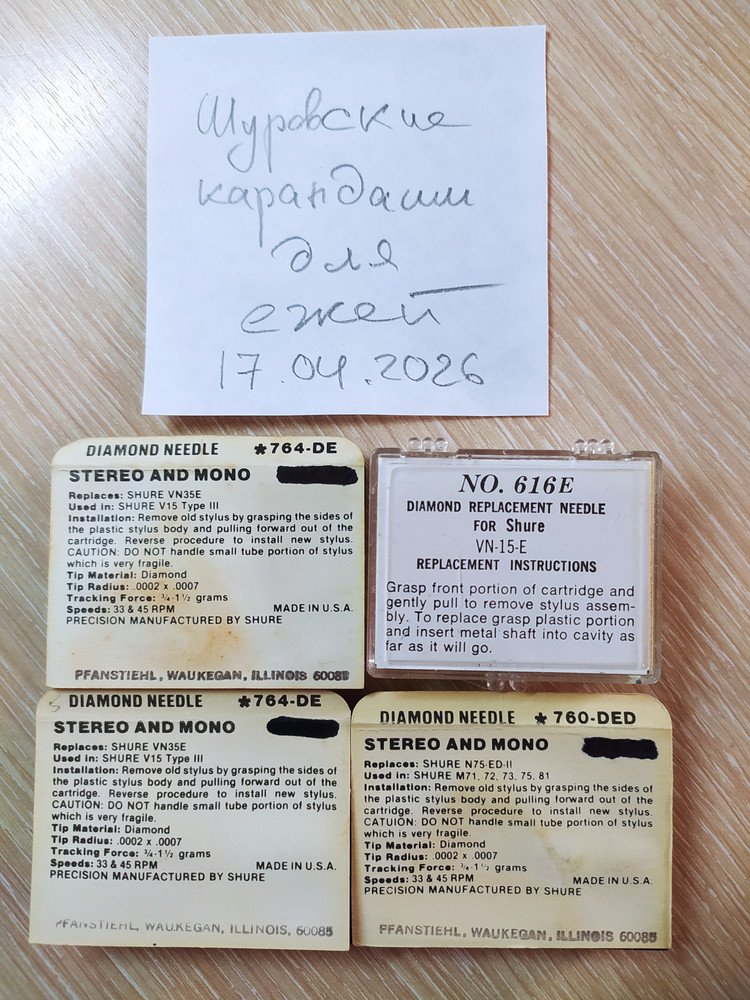 Шуровские
карандаши
для
ежей
17.04.2026
DIAMOND NEEDLE *764-DE
STEREO AND MONO
Replaces: SHURE VN35E
Used in: SHURE V15 Type III
Installation: Remove old stylus by grasping the sides of
the plastic stylus body and pulling forward out of the
cartridge. Reverse procedure to install new stylus.
CAUTION: DO NOT handle small tube portion of stylus
which is very fragile.
Tip Material: Diamond
Tip Radius: .0002 x .0007
Tracking Force: ¾-1½ grams
Speeds: 33 & 45 RPM MADE IN U.S.A.
PRECISION MANUFACTURED BY SHURE
PFANSTIEHL, WAUKEGAN, ILLINOIS 60085
NO. 616E
DIAMOND REPLACEMENT NEEDLE
FOR Shure
VN-15-E
REPLACEMENT INSTRUCTIONS
Grasp front portion of cartridge and
gently pull to remove stylus assem-
bly. To replace grasp plastic portion
and insert metal shaft into cavity as
far as it will go.
DIAMOND NEEDLE *764-DE
STEREO AND MONO
Replaces: SHURE VN35E
Used in: SHURE V15 Type III
Installation: Remove old stylus by grasping the sides of
the plastic stylus body and pulling forward out of the
cartridge. Reverse procedure to install new stylus.
CAUTION: DO NOT handle small tube portion of stylus
which is very fragile.
Tip Material: Diamond
Tip Radius: .0002 x .0007
Tracking Force: ¾-1½ grams
Speeds: 33 & 45 RPM MADE IN U.S.A.
PRECISION MANUFACTURED BY SHURE
PFANSTIEHL, WAUKEGAN, ILLINOIS, 60085
DIAMOND NEEDLE *760-DED
STEREO AND MONO
Replaces: SHURE N75-ED-II
Used in: SHURE M71, 72, 73, 75, 81
Installation: Remove old stylus by grasping the sides of
the plastic stylus body and pulling forward out of the
cartridge. Reverse procedure to install new stylus.
CATUION: DO NOT handle small tube portion of stylus
which is very fragile.
Tip Material: Diamond
Tip Radius: .0002 x .0007
Tracking Force: ¾-1½ grams
Speeds: 33 & 45 RPM MADE IN U.S.A.
PRECISION MANUFACTURED BY SHURE
PFANSTIEHL, WAUKEGAN, ILLINOIS 60085